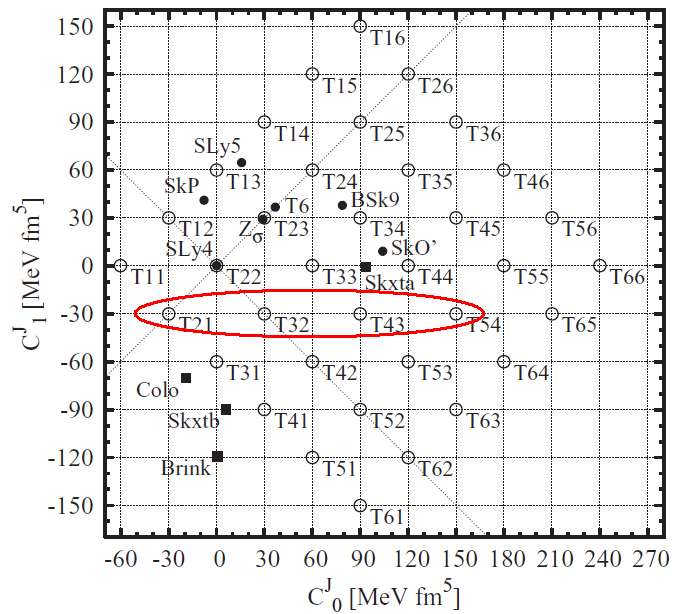 150
120
90
60
30
0
-30
-60
-90
-120
-150
C^J_1 [MeV fm^5]
T16
T15 T26
T14 T25 T36
SLy5
T13 T24 T35 T46
SkP BSk9
T6
T12 Zσ T23 T34 T45 T56
SLy4 SkO'
T11 T22 T33 Skxta T44 T55 T66
T21 T32 T43 T54 T65
T31 T42 T53 T64
Colo
Skxtb T41 T52 T63
Brink T51 T62
T61
-60 -30 0 30 60 90 120 150 180 210 240 270
C^J_0 [MeV fm^5]